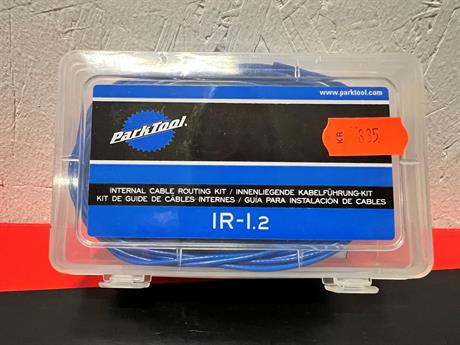 www.parktool.com
PARKTOOL®
KR 835.
INTERNAL CABLE ROUTING KIT / INNENLIEGENDE KABELFÜHRUNG-KIT
KIT DE GUIDE DE CÂBLES-INTERNES / GUÍA PARA INSTALACIÓN DE CABLES
IR-1.2